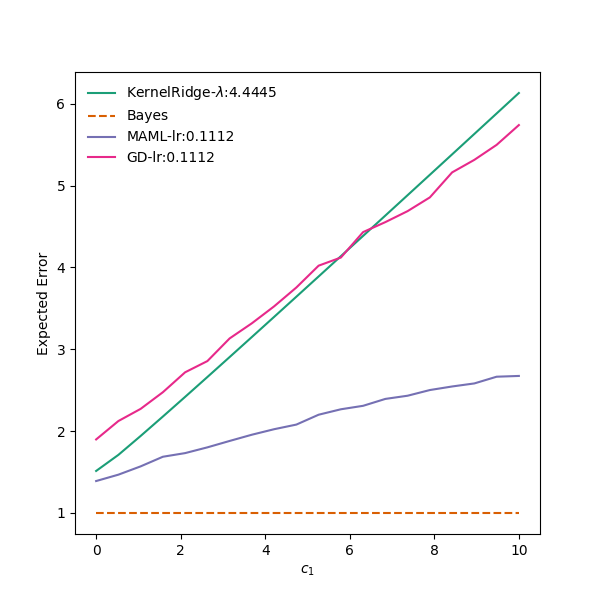 KernelRidge-λ:4.4445
Bayes
MAML-lr:0.1112
GD-lr:0.1112
6
5
4
3
2
1
Expected Error
0 2 4 6 8 10
c₁